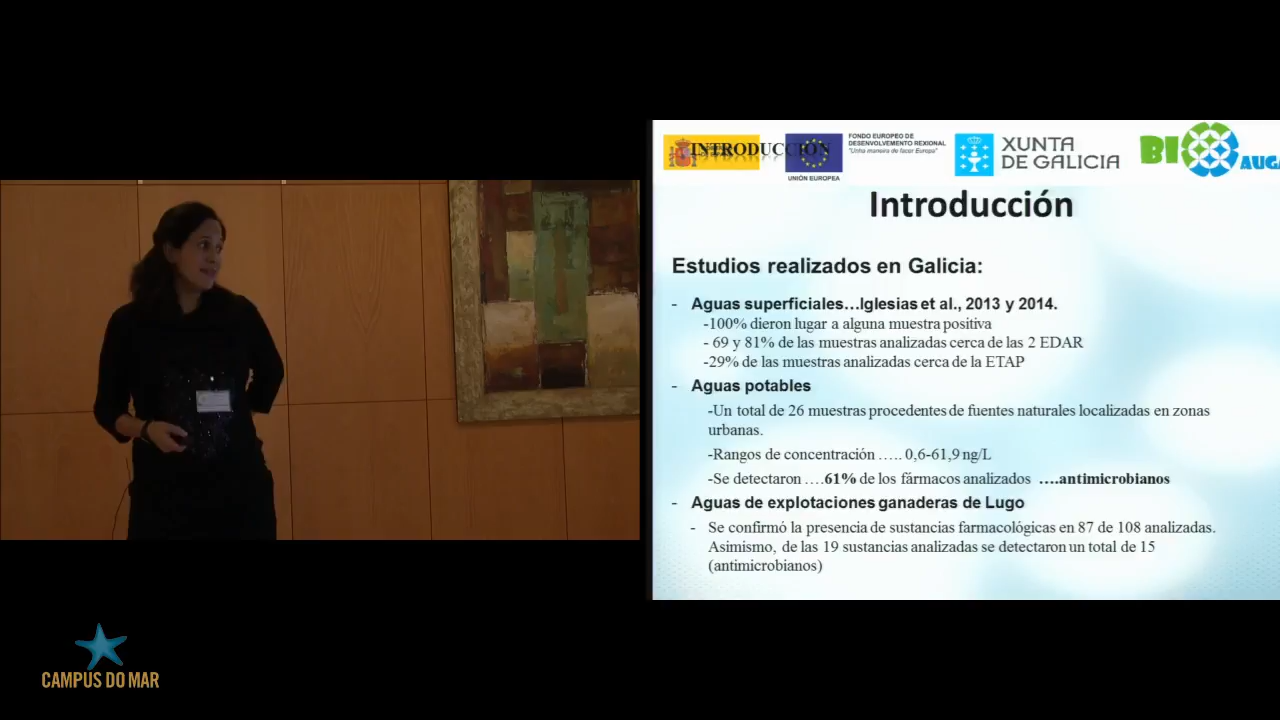 INTRODUCCIÓN
UNIÓN EUROPEA
FONDO EUROPEO DE
DESENVOLVEMENTO REXIONAL
"Unha maneira de facer Europa"
XUNTA
DE GALICIA
BI
AUGA
Introducción
Estudios realizados en Galicia:
- Aguas superficiales…Iglesias et al., 2013 y 2014.
-100% dieron lugar a alguna muestra positiva
- 69 y 81% de las muestras analizadas cerca de las 2 EDAR
-29% de las muestras analizadas cerca de la ETAP
- Aguas potables
-Un total de 26 muestras procedentes de fuentes naturales localizadas en zonas
urbanas.
-Rangos de concentración ….. 0,6-61,9 ng/L
-Se detectaron ….61% de los fármacos analizados ….antimicrobianos
- Aguas de explotaciones ganaderas de Lugo
- Se confirmó la presencia de sustancias farmacológicas en 87 de 108 analizadas.
Asimismo, de las 19 sustancias analizadas se detectaron un total de 15
(antimicrobianos)
CAMPUS DO MAR